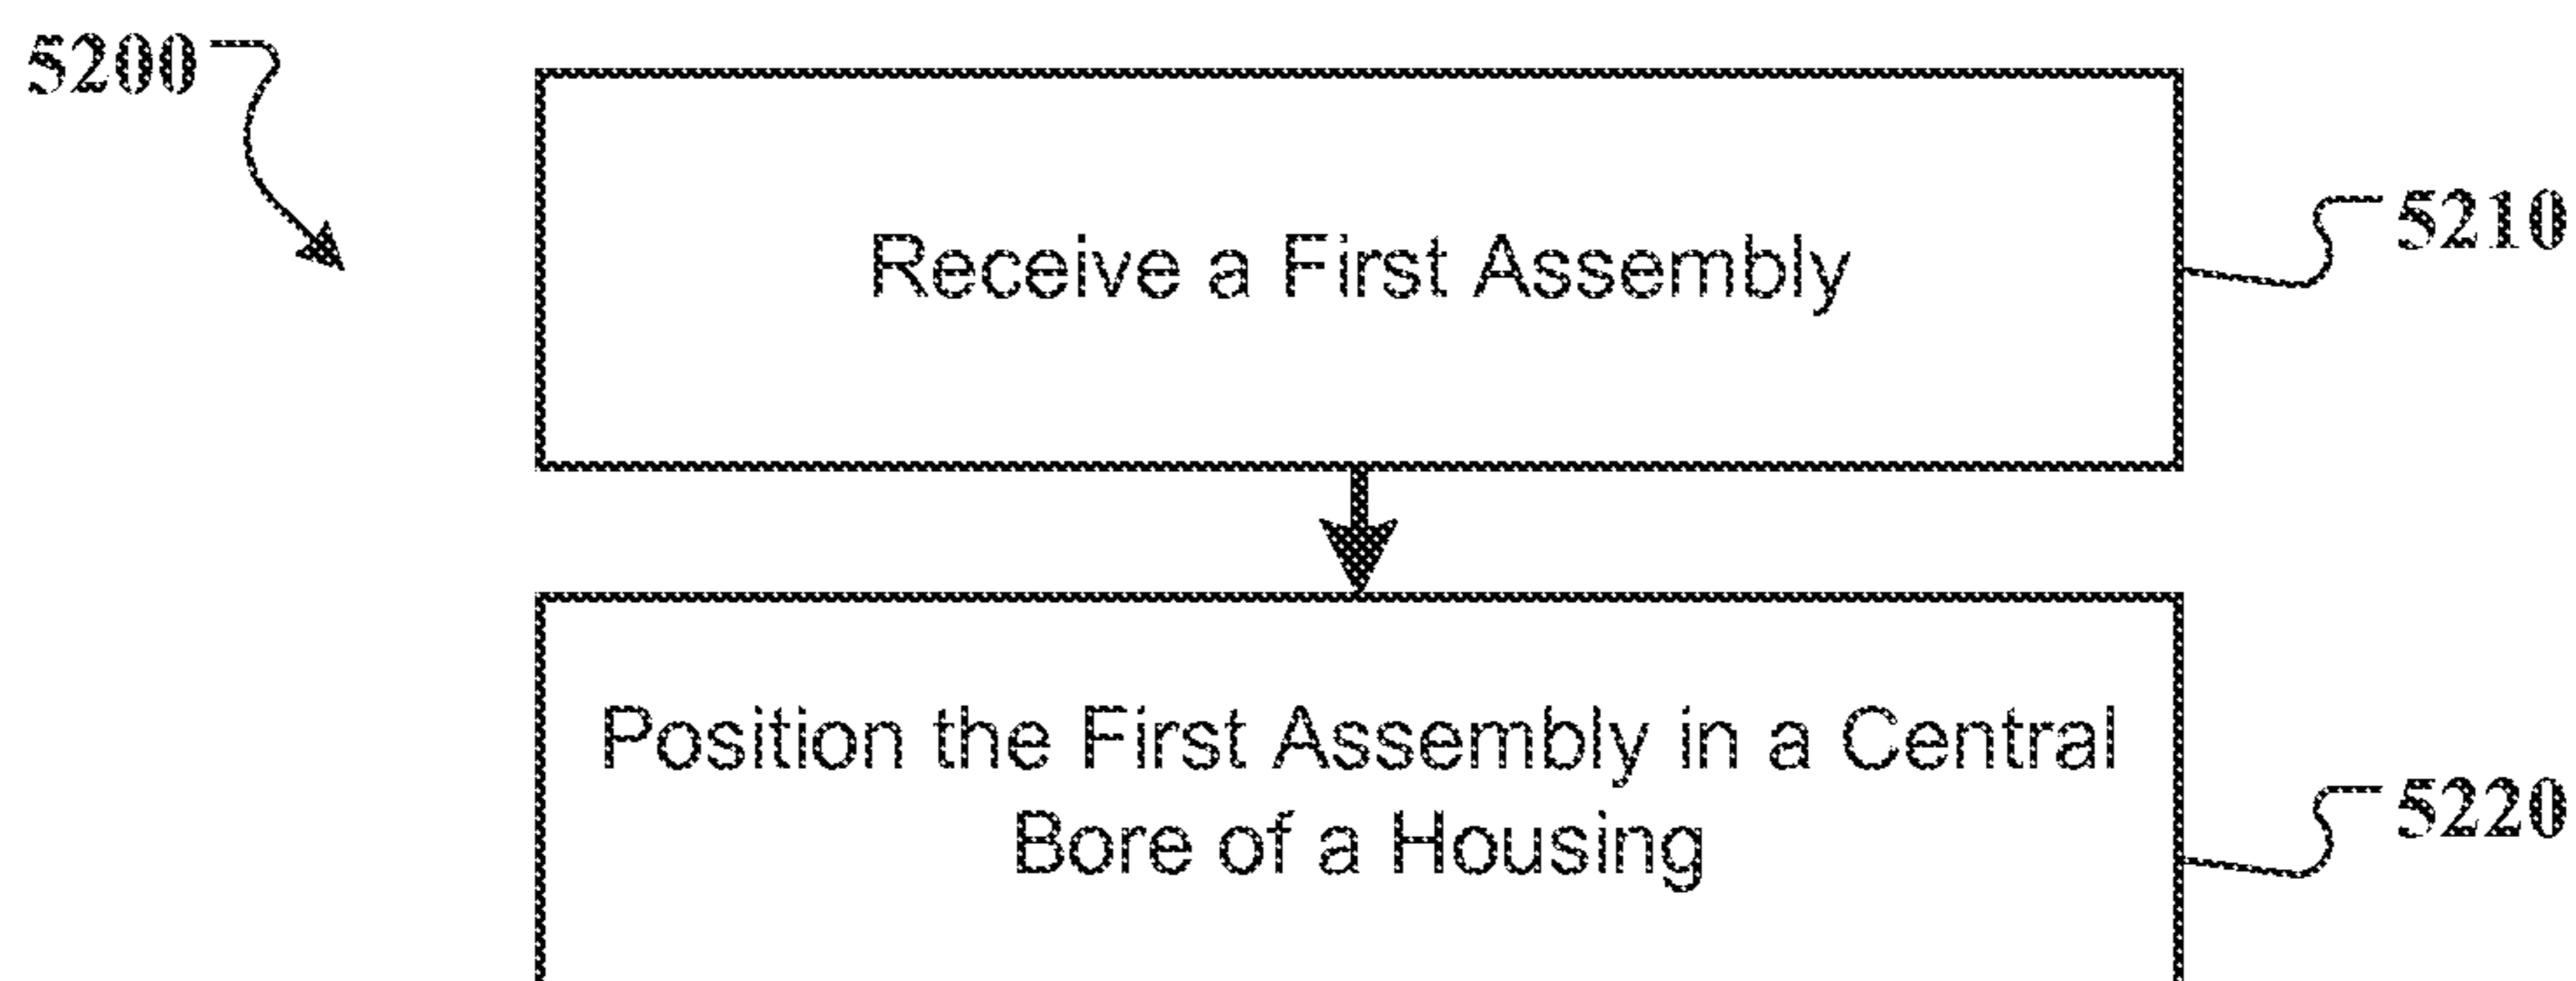 5200
Receive a First Assembly
5210
Position the First Assembly in a Central
Bore of a Housing
5220